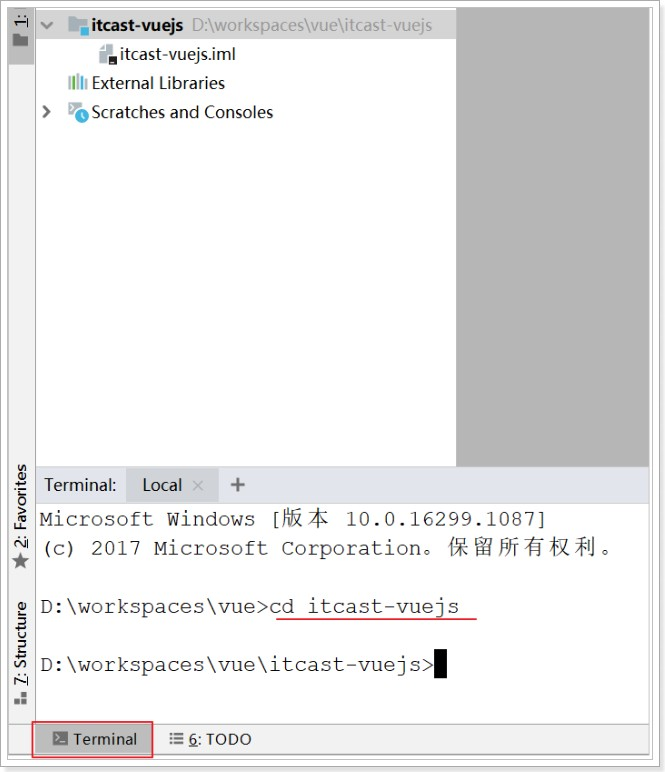 1:
itcast-vuejs D:\workspaces\vue\itcast-vuejs
itcast-vuejs.iml
External Libraries
Scratches and Consoles
2: Favorites
7: Structure
Terminal: Local × +
Microsoft Windows [版本 10.0.16299.1087]
(c) 2017 Microsoft Corporation。保留所有权利。
D:\workspaces\vue>cd itcast-vuejs
D:\workspaces\vue\itcast-vuejs>
Terminal 6: TODO